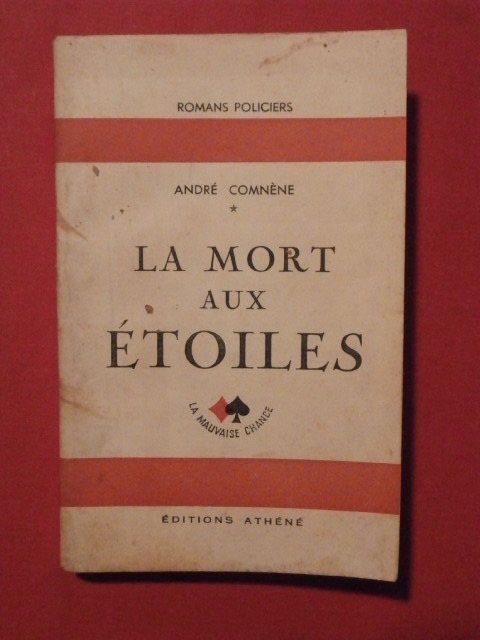 ROMANS POLICIERS
ANDRÉ COMNÈNE
*
LA MORT
AUX
ÉTOILES
LA MAUVAISE CHANCE
ÉDITIONS ATHÉNÉ